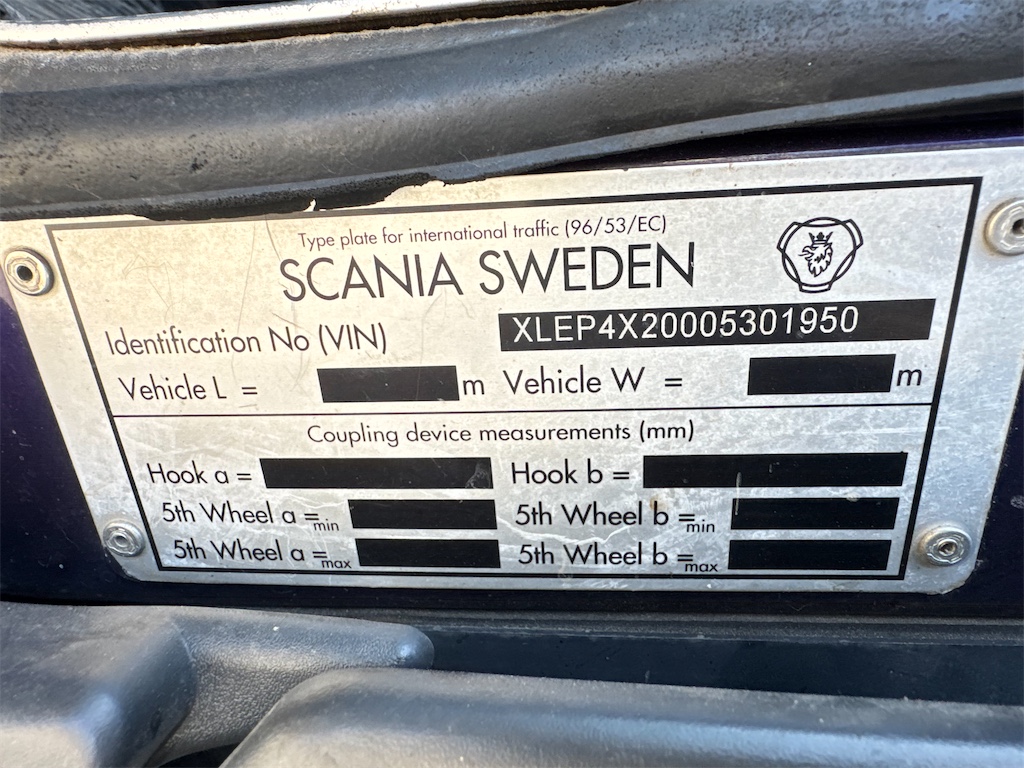 Type plate for international traffic (96/53/EC)
SCANIA SWEDEN
Identification No (VIN) XLEP4X20005301950
Vehicle L = m Vehicle W = m
Coupling device measurements (mm)
Hook a = Hook b =
5th Wheel a = min 5th Wheel b = min
5th Wheel a = max 5th Wheel b = max